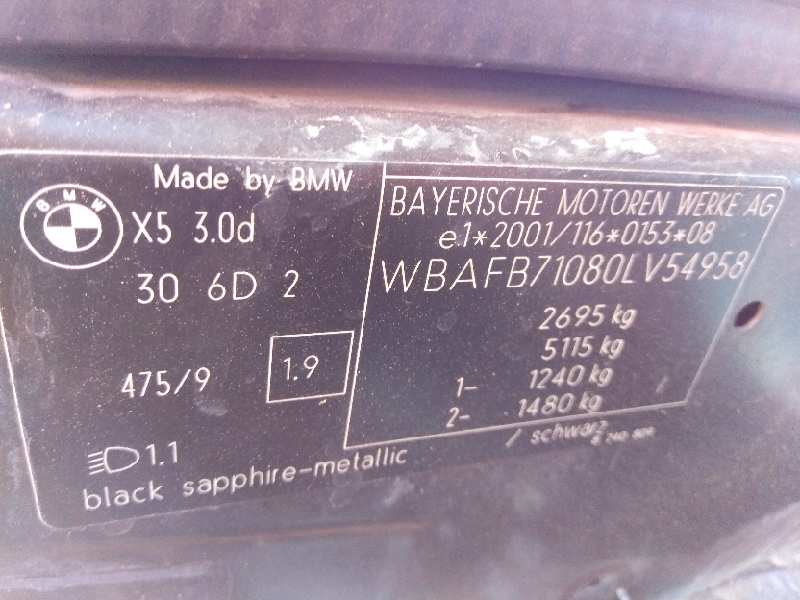 Made by BMW
BMW
X5 3.0d
30 6D 2
475/9
1.9
1.1
black sapphire-metallic
BAYERISCHE MOTOREN WERKE AG
e1*2001/116*0153*08
WBAFB71080LV54958
2695 kg
5115 kg
1- 1240 kg
2- 1480 kg
/ schwarz